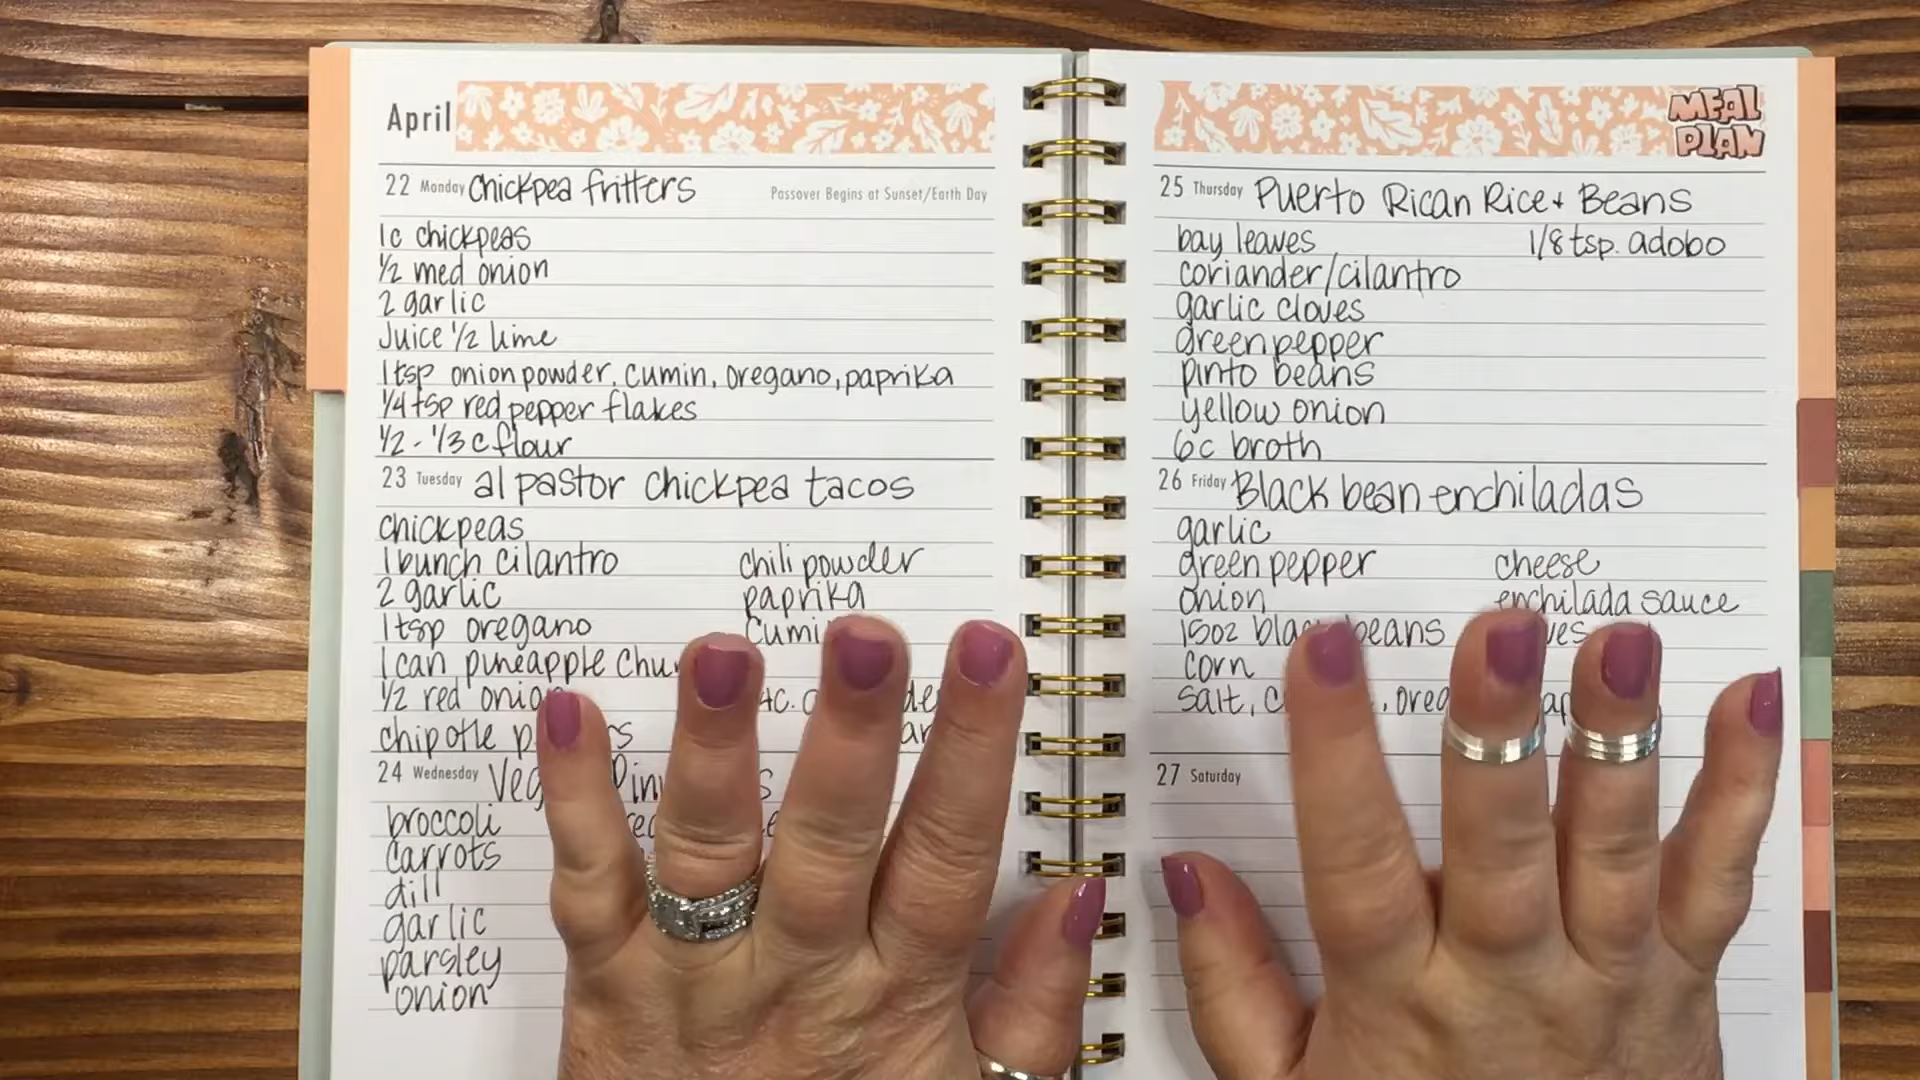 April
22 Monday Chickpea fritters Passover Begins at Sunset/Earth Day
1c chickpeas
1/2 med onion
2 garlic
Juice 1/2 lime
1tsp onion powder, cumin, oregano, paprika
1/4 tsp red pepper flakes
1/2 - 1/3 c flour
23 Tuesday al pastor chickpea tacos
chickpeas
1 bunch cilantro chili powder
2 garlic paprika
1tsp oregano
1 can pineapple
1/2 red
chipotle
24 Wednesday
broccoli
carrots
dill
garlic
parsley
onion
MEAL PLAN
25 Thursday Puerto Rican Rice + Beans
bay leaves 1/8 tsp. adobo
coriander/cilantro
garlic cloves
green pepper
pinto beans
yellow onion
6c broth
26 Friday Black bean enchiladas
garlic
green pepper cheese
onion enchilada sauce
15oz beans
corn
salt,
27 Saturday